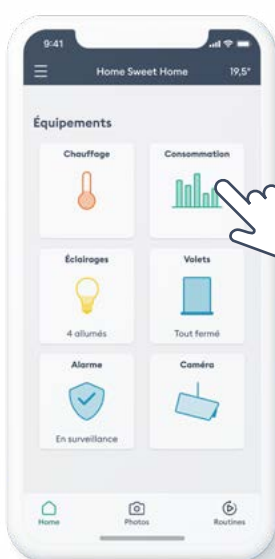 9:41
Home Sweet Home 19,5°
Équipements
Chauffage Consommation
Éclairages Volets
4 allumés Tout fermé
Alarme Caméra
En surveillance
Home Photos Routines